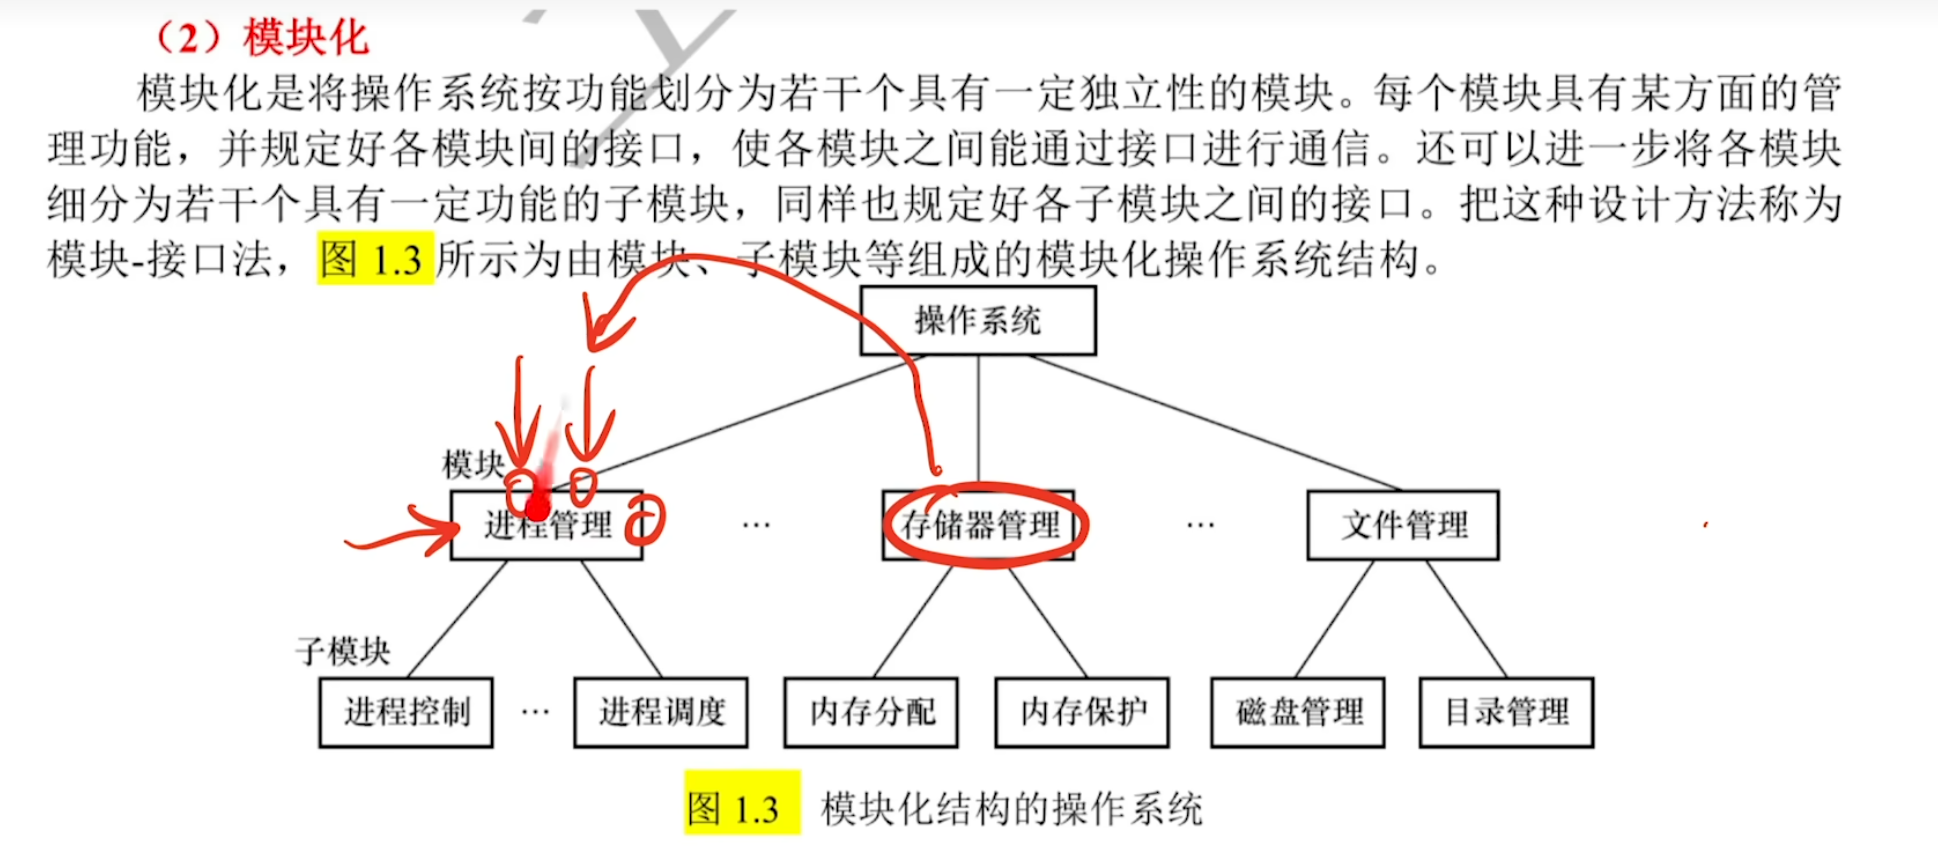 （2）模块化
模块化是将操作系统按功能划分为若干个具有一定独立性的模块。每个模块具有某方面的管
理功能，并规定好各模块间的接口，使各模块之间能通过接口进行通信。还可以进一步将各模块
细分为若干个具有一定功能的子模块，同样也规定好各子模块之间的接口。把这种设计方法称为
模块-接口法，图 1.3 所示为由模块、子模块等组成的模块化操作系统结构。
操作系统
模块
进程管理 … 存储器管理 … 文件管理
子模块
进程控制 … 进程调度 内存分配 内存保护 磁盘管理 目录管理
图 1.3 模块化结构的操作系统